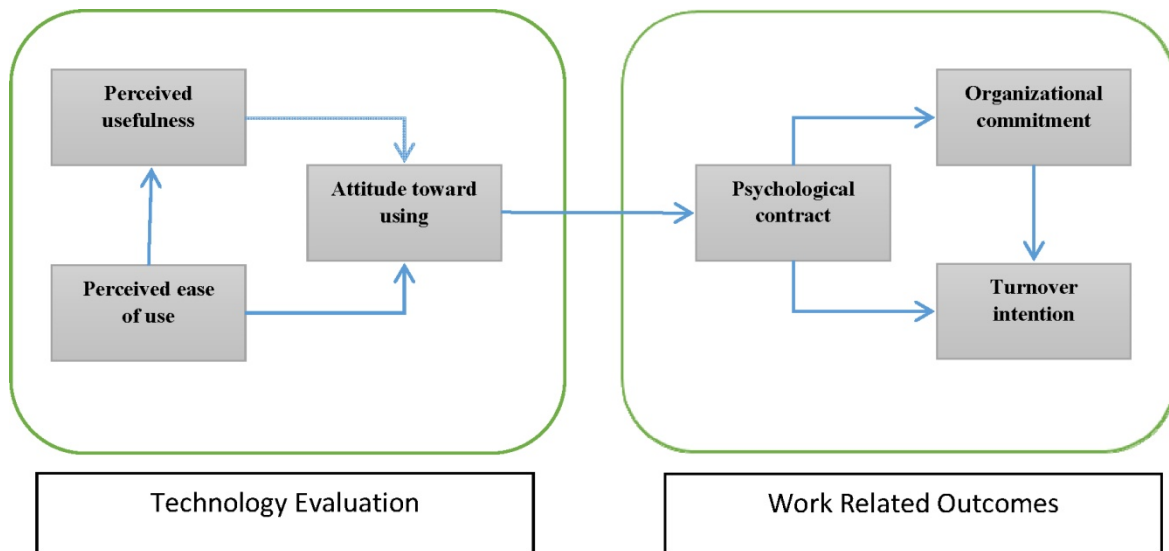 Perceived
usefulness
Attitude toward
using
Perceived ease
of use
Psychological
contract
Organizational
commitment
Turnover
intention
Technology Evaluation
Work Related Outcomes